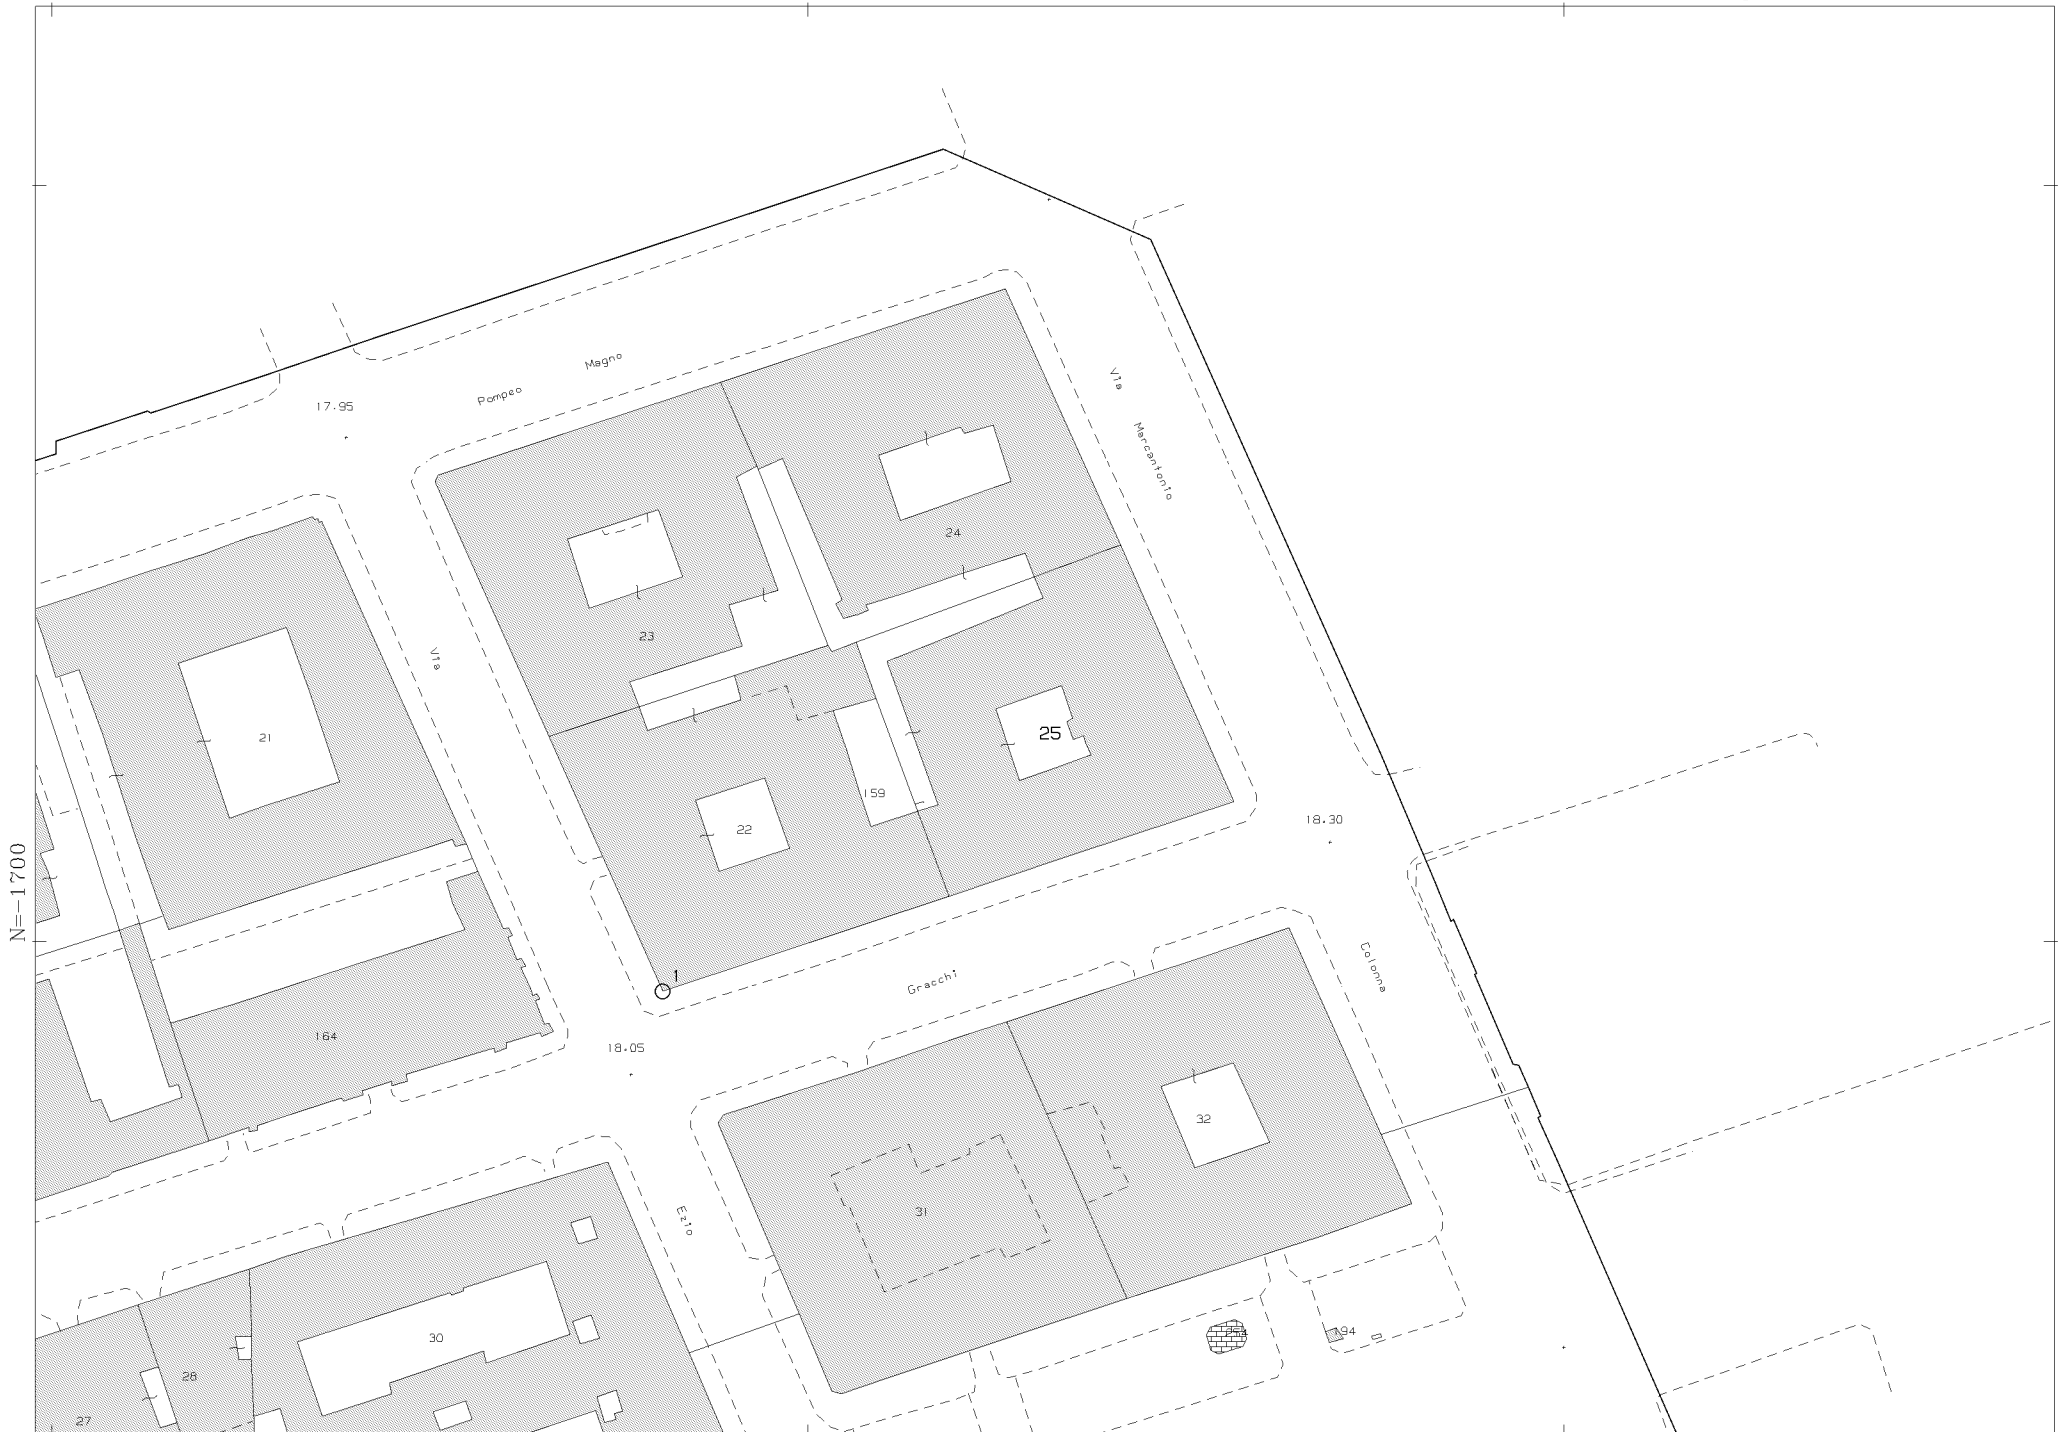 Magno
Pompeo
17.95
Via
Marcantonio
24
23
Via
21
25
159
22
18.30
N=-1700
1
Gracchi
Colonna
164
18.05
32
31
Ezio
30
194
28
27